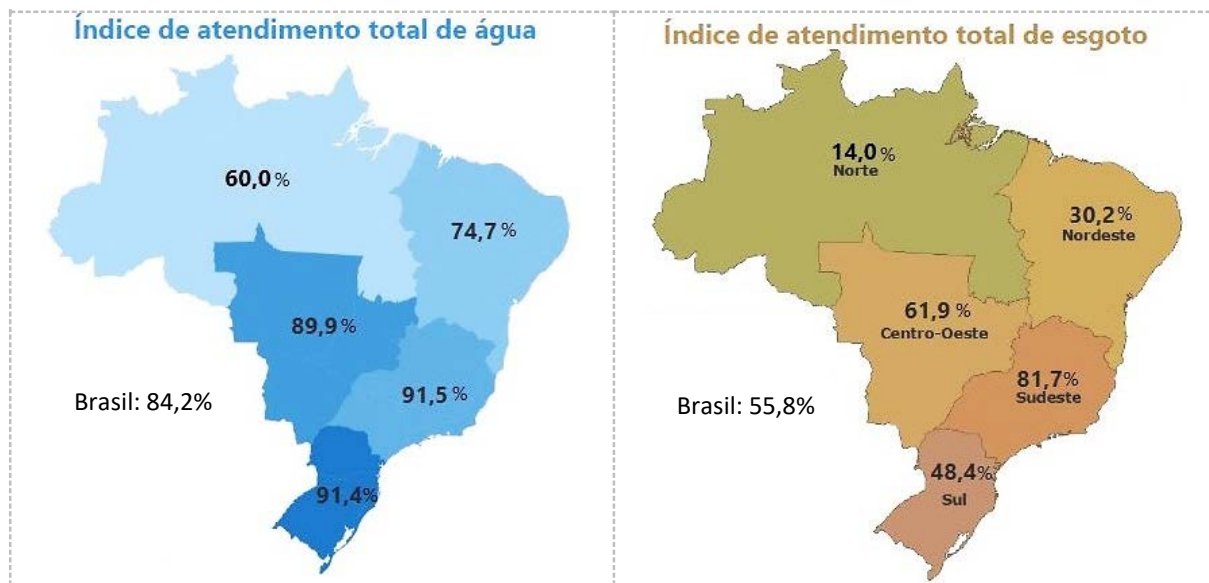 Índice de atendimento total de água
60,0 %
74,7 %
89,9 %
91,5 %
Brasil: 84,2%
91,4%
Índice de atendimento total de esgoto
14,0 %
Norte
30,2 %
Nordeste
61,9 %
Centro-Oeste
81,7%
Sudeste
Brasil: 55,8%
48,4%
Sul